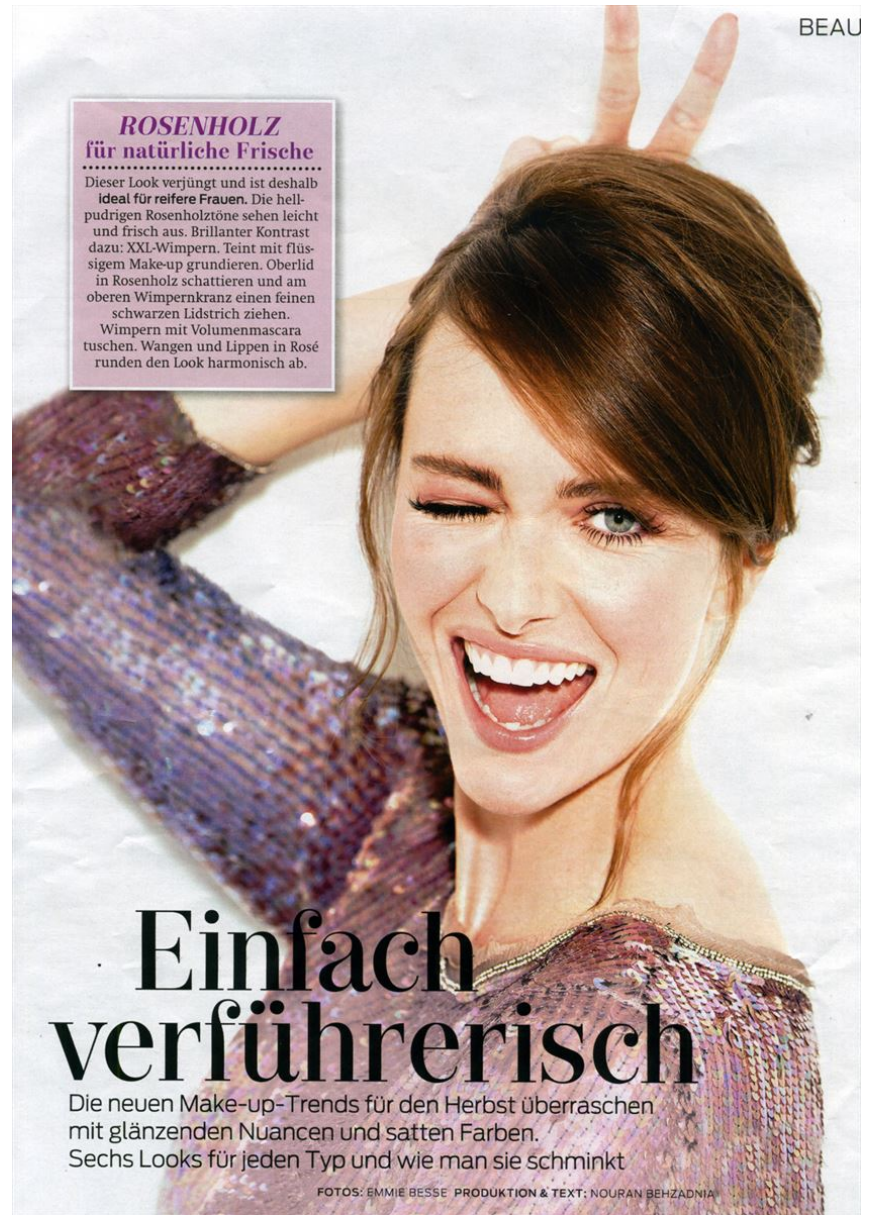 BEAU
ROSENHOLZ
für natürliche Frische
Dieser Look verjüngt und ist deshalb
ideal für reifere Frauen. Die hell-
pudrigen Rosenholztöne sehen leicht
und frisch aus. Brillanter Kontrast
dazu: XXL-Wimpern. Teint mit flüs-
sigem Make-up grundieren. Oberlid
in Rosenholz schattieren und am
oberen Wimpernkranz einen feinen
schwarzen Lidstrich ziehen.
Wimpern mit Volumenmascara
tuschen. Wangen und Lippen in Rosé
runden den Look harmonisch ab.
Einfach
verführerisch
Die neuen Make-up-Trends für den Herbst überraschen
mit glänzenden Nuancen und satten Farben.
Sechs Looks für jeden Typ und wie man sie schminkt
FOTOS: EMMIE BESSE PRODUKTION & TEXT: NOURAN BEHZADNIA